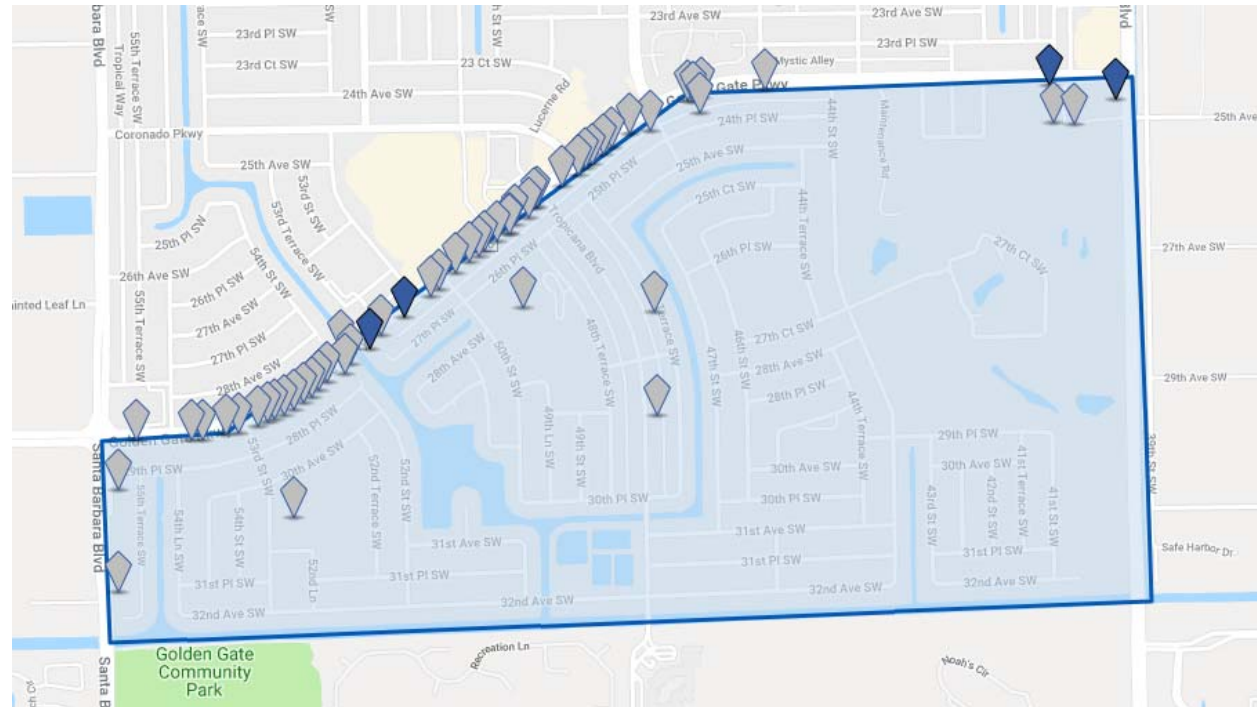 23rd Ave SW
23rd Ave SW
Barbara Blvd
55th Terrace SW
Tropical Way
23rd Pl SW
23rd Pl SW
23rd Ct SW
23 Ct SW
Mystic Alley
Blvd
Lucerne Rd
24th Ave SW
Gate Pkwy
Coronado Pkwy
24th Pl SW
44th St SW
Maintenance Rd
25th Ave
25th Ave SW
25th Ave SW
25th Pl SW
53rd St SW
53rd Terrace SW
25th Ct SW
44th Terrace SW
25th Pl SW
Tropicana Blvd
54th St SW
26th Pl SW
26th Pl SW
27th Ave SW
26th Ave SW
26th Pl SW
27th Ct SW
ainted Leaf Ln
55th Terrace SW
27th Ave SW
27th Pl SW
Terrace SW
27th Ct SW
27th Pl SW
48th Terrace SW
47th St SW
46th St SW
28th Ave SW
28th Ave SW
50th St SW
28th Ave SW
29th Ave SW
28th Pl SW
44th Terrace SW
28th Pl SW
Golden Gate
49th Ln SW
49th St SW
29th Pl SW
53rd St SW
30th Ave SW
29th Pl SW
39th St SW
Santa Barbara Blvd
55th Terrace SW
54th Ln SW
54th St SW
52nd Terrace SW
52nd St SW
30th Ave SW
30th Ave SW
43rd St SW
42nd St SW
41st Terrace SW
41st St SW
30th Pl SW
30th Pl SW
31st Ave SW
31st Ave SW
31st Pl SW
Safe Harbor Dr
31st Pl SW
31st Pl SW
31st Pl SW
52nd Ln
32nd Ave SW
32nd Ave SW
32nd Ave SW
Golden Gate
Community
Park
Recreation Ln
Noah's Cir
Santa B